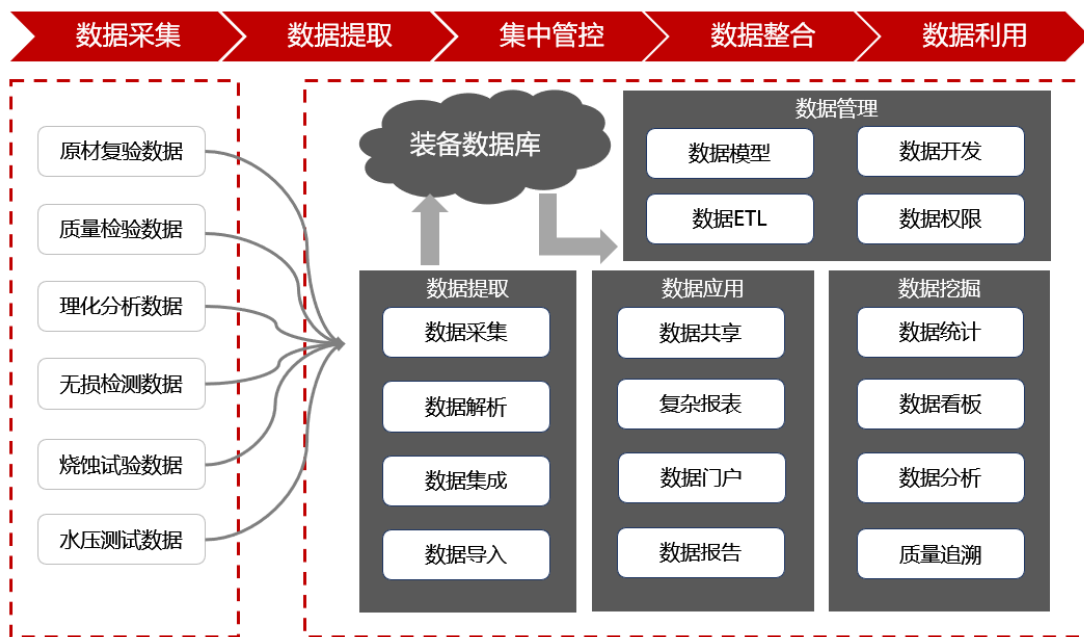 数据采集
数据提取
集中管控
数据整合
数据利用
原材复验数据
质量检验数据
理化分析数据
无损检测数据
烧蚀试验数据
水压测试数据
装备数据库
数据管理
数据模型
数据开发
数据ETL
数据权限
数据提取
数据采集
数据解析
数据集成
数据导入
数据应用
数据共享
复杂报表
数据门户
数据报告
数据挖掘
数据统计
数据看板
数据分析
质量追溯